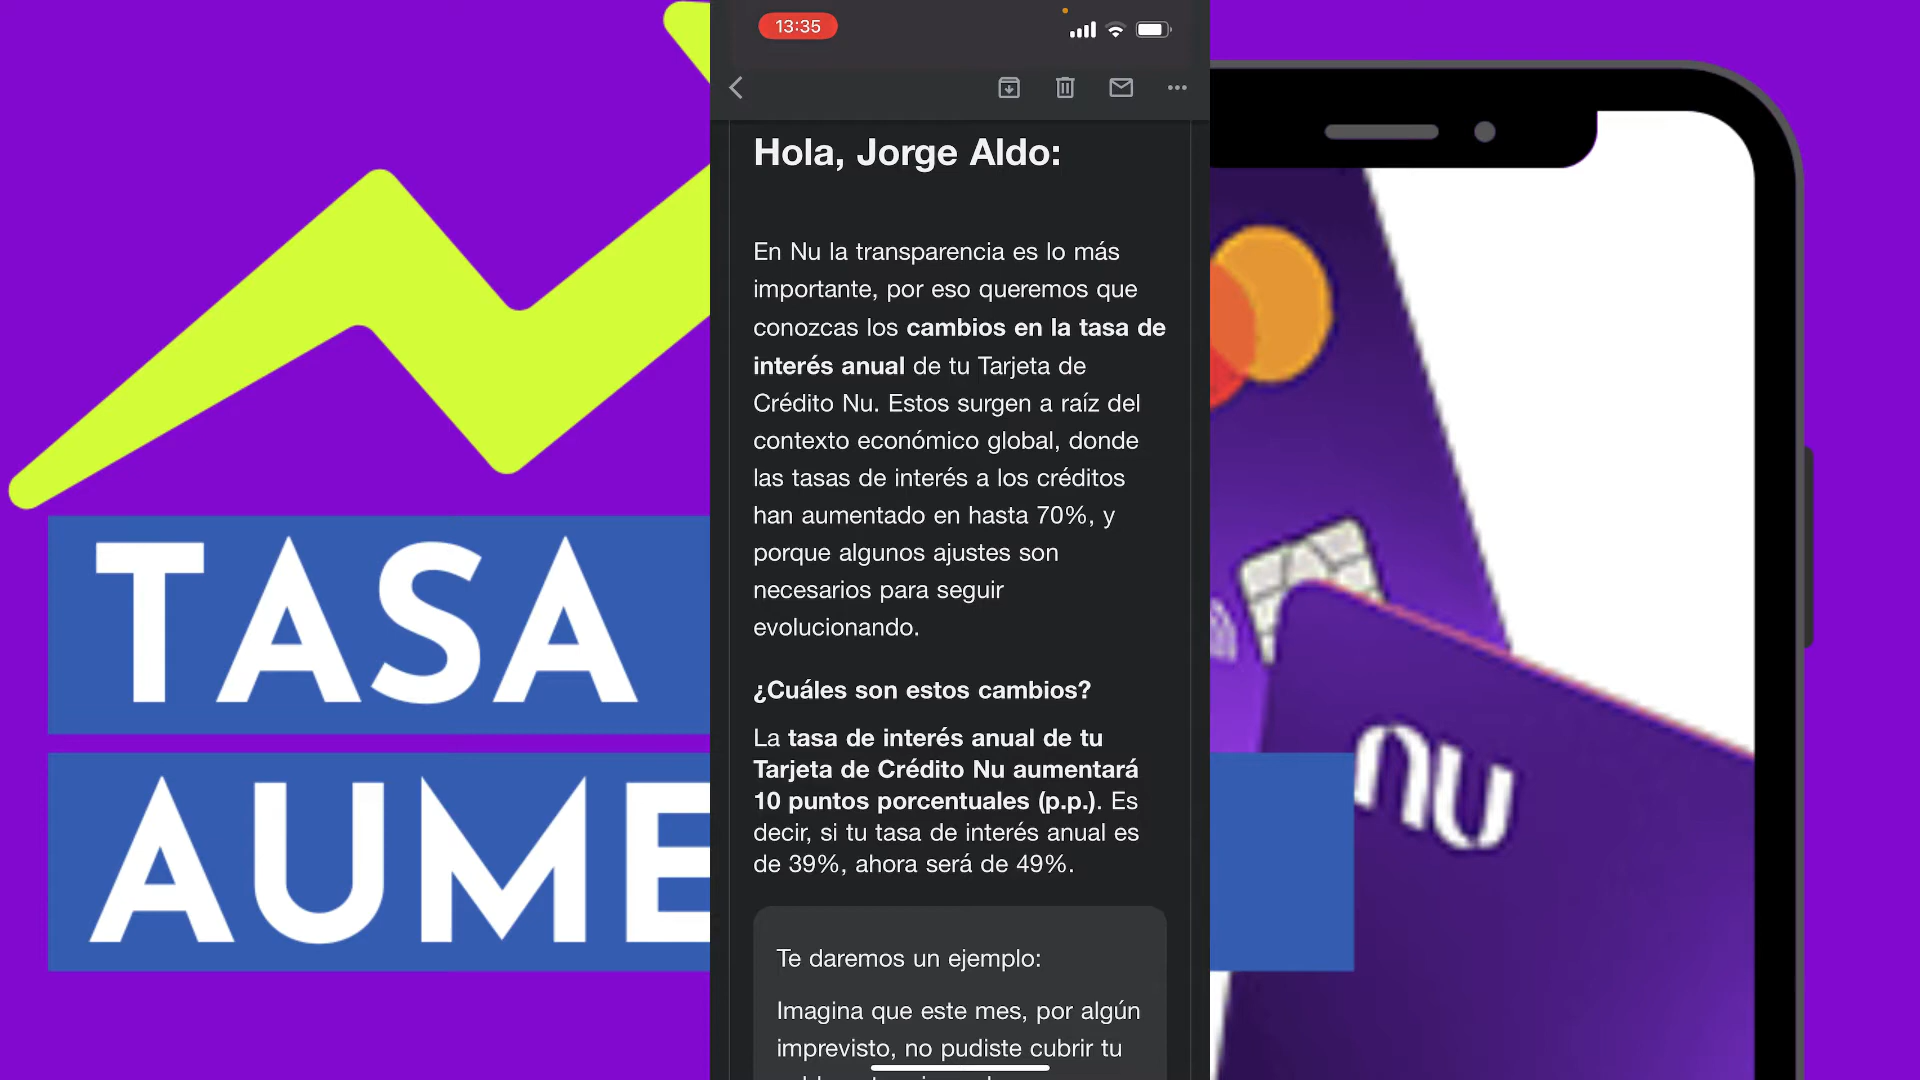 13:35
Hola, Jorge Aldo:
En Nu la transparencia es lo más
importante, por eso queremos que
conozcas los cambios en la tasa de
interés anual de tu Tarjeta de
Crédito Nu. Estos surgen a raíz del
contexto económico global, donde
las tasas de interés a los créditos
han aumentado en hasta 70%, y
porque algunos ajustes son
necesarios para seguir
evolucionando.
¿Cuáles son estos cambios?
La tasa de interés anual de tu
Tarjeta de Crédito Nu aumentará
10 puntos porcentuales (p.p.). Es
decir, si tu tasa de interés anual es
de 39%, ahora será de 49%.
Te daremos un ejemplo:
Imagina que este mes, por algún
imprevisto, no pudiste cubrir tu
TASA
AUME
nu